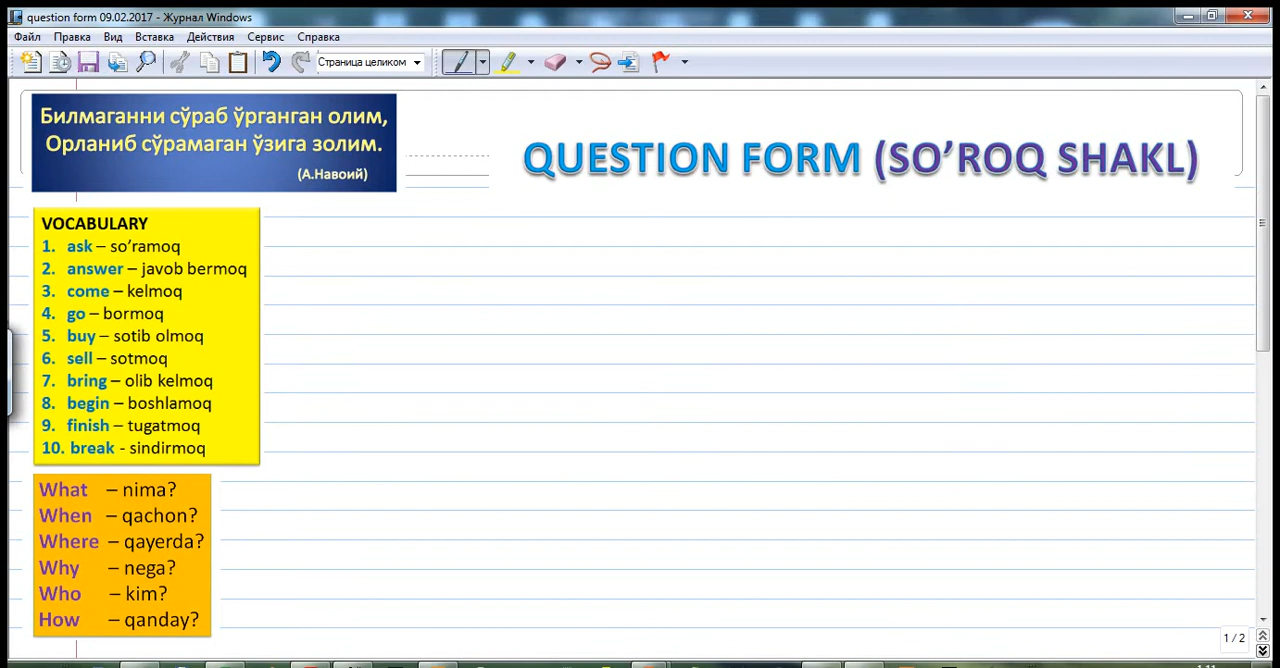 question form 09.02.2017 - Журнал Windows
Файл Правка Вид Вставка Действия Сервис Справка
Страница целиком
Билмаганни сўраб ўрганган олим,
Орланиб сўрамаган ўзига золим.
(А.Навоий)
QUESTION FORM (SO’ROQ SHAKL)
VOCABULARY
1. ask – so’ramoq
2. answer – javob bermoq
3. come – kelmoq
4. go – bormoq
5. buy – sotib olmoq
6. sell – sotmoq
7. bring – olib kelmoq
8. begin – boshlamoq
9. finish – tugatmoq
10. break - sindirmoq
What – nima?
When – qachon?
Where – qayerda?
Why – nega?
Who – kim?
How – qanday?
1 / 2